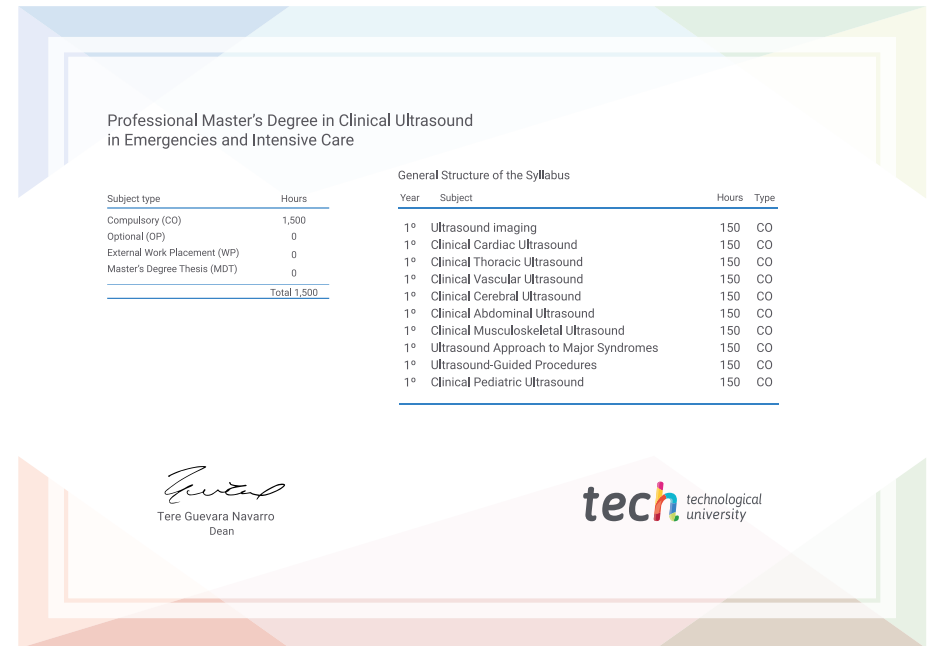 Professional Master's Degree in Clinical Ultrasound
in Emergencies and Intensive Care
Subject type Hours
Compulsory (CO) 1,500
Optional (OP) 0
External Work Placement (WP) 0
Master's Degree Thesis (MDT) 0
Total 1,500
General Structure of the Syllabus
Year Subject Hours Type
1º Ultrasound imaging 150 CO
1º Clinical Cardiac Ultrasound 150 CO
1º Clinical Thoracic Ultrasound 150 CO
1º Clinical Vascular Ultrasound 150 CO
1º Clinical Cerebral Ultrasound 150 CO
1º Clinical Abdominal Ultrasound 150 CO
1º Clinical Musculoskeletal Ultrasound 150 CO
1º Ultrasound Approach to Major Syndromes 150 CO
1º Ultrasound-Guided Procedures 150 CO
1º Clinical Pediatric Ultrasound 150 CO
Tere Guevara Navarro
Dean
tech technological
university